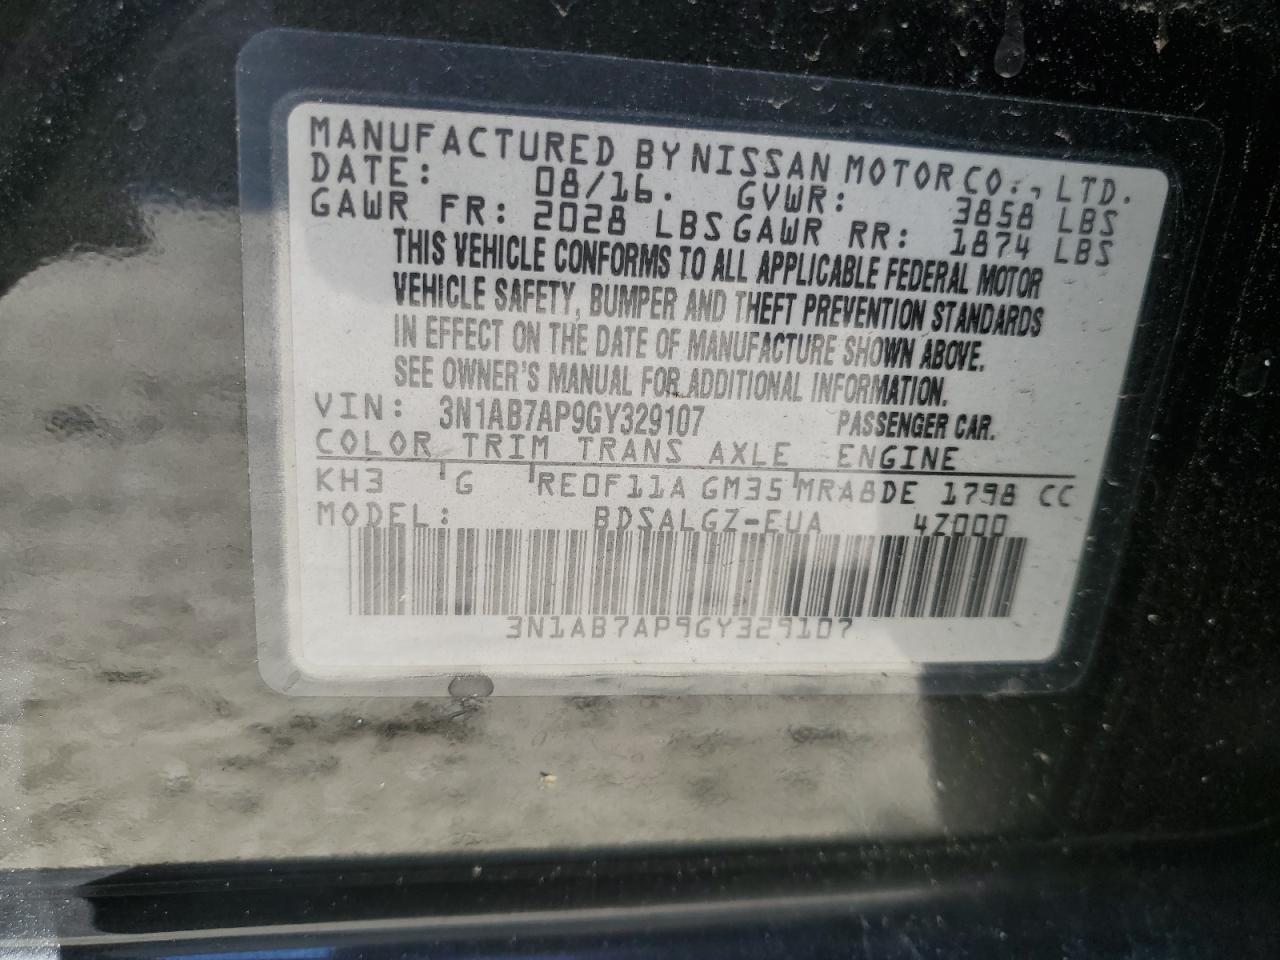 MANUFACTURED BY NISSAN MOTOR CO., LTD.
DATE: 08/16. GVWR: 3858 LBS
GAWR FR: 2028 LBS GAWR RR: 1874 LBS
THIS VEHICLE CONFORMS TO ALL APPLICABLE FEDERAL MOTOR
VEHICLE SAFETY, BUMPER AND THEFT PREVENTION STANDARDS
IN EFFECT ON THE DATE OF MANUFACTURE SHOWN ABOVE.
SEE OWNER'S MANUAL FOR ADDITIONAL INFORMATION.
VIN: 3N1AB7AP9GY329107 PASSENGER CAR.
COLOR TRIM TRANS AXLE ENGINE
KH3 G RE0F11A GM35 MRA8DE 1798 CC
MODEL: BDSALGZ-EUA 4Z000
3N1AB7AP9GY329107